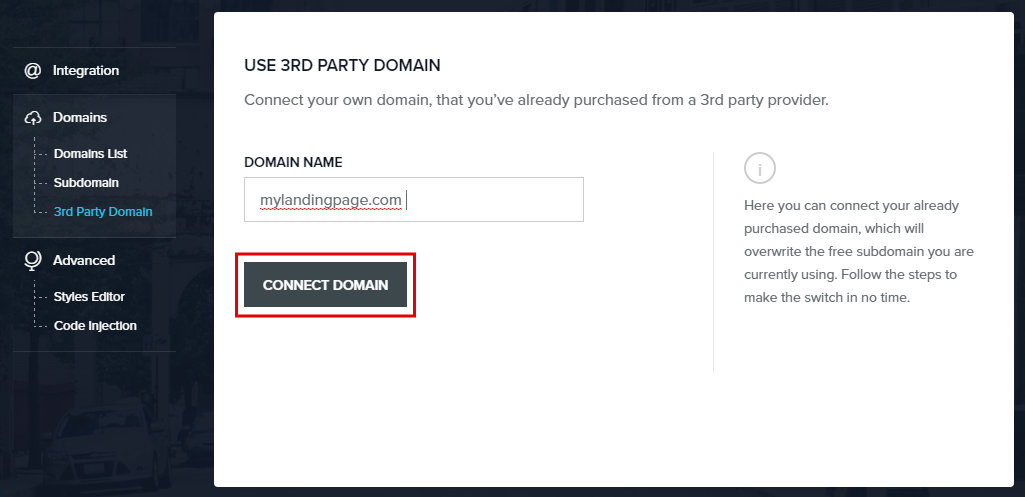 Integration
Domains
Domains List
Subdomain
3rd Party Domain
Advanced
Styles Editor
Code Injection
USE 3RD PARTY DOMAIN
Connect your own domain, that you've already purchased from a 3rd party provider.
DOMAIN NAME
mylandingpage.com
CONNECT DOMAIN
Here you can connect your already
purchased domain, which will
overwrite the free subdomain you are
currently using. Follow the steps to
make the switch in no time.